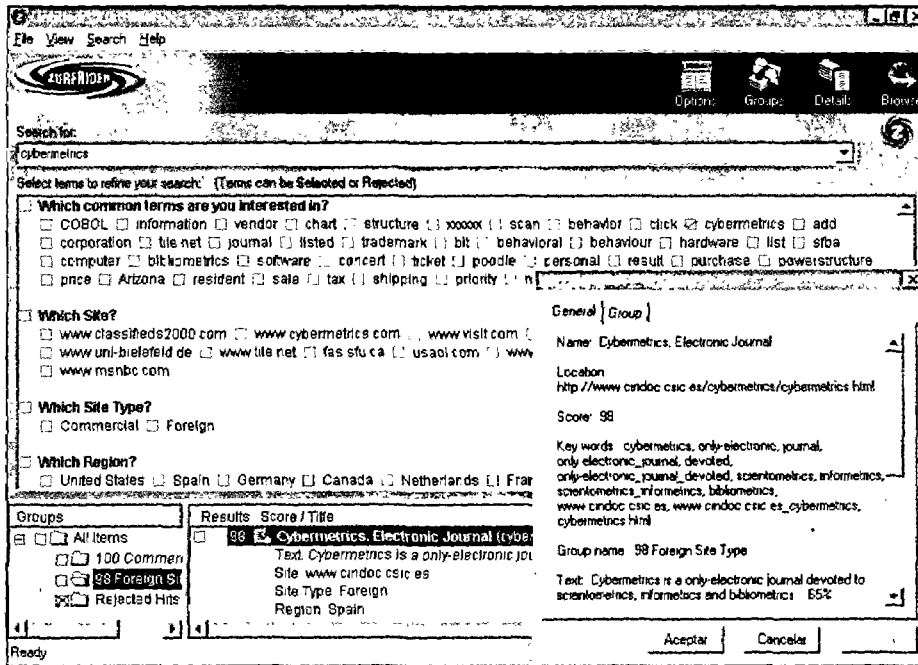 File View Search Help
ZURFRIDER
Options Groups Details Brows
Search for:
cybermetrics
Select terms to refine your search: (Terms can be Selected or Rejected)
Which common terms are you interested in?
COBOL information vendor chart structure xxxxxx scan behavior click cybermetrics add
corporation tile.net journal listed trademark bit behavioral behaviour hardware list
computer bibliometrics software concert ticket poodle personal result purchase powerstructure
price Arizona resident sale tax shipping priority
Which Site?
www.classifieds2000.com www.cybermetrics.com www.visit.com
www.uni-bielefeld.de www.tile.net fas.sfu.ca usaol.com www
www.msnbc.com
Which Site Type?
Commercial Foreign
Which Region?
United States Spain Germany Canada Netherlands Fran
Groups
All Items
100 Commerc
98 Foreign Si
Rejected Hits
Results Score / Title
98 Cybermetrics, Electronic Journal (cyber
Text Cybermetrics is a only-electronic jou
Site www.cindoc.csic.es
Site Type Foreign
Region Spain
General Group
Name: Cybermetrics, Electronic Journal
Location
http://www.cindoc.csic.es/cybermetrics/cybermetrics.html
Score: 98
Key words cybermetrics, only-electronic, journal,
only electronic_journal, devoted,
only-electronic_journal_devoted, scientometrics, informetrics,
scientometrics_informetrics, bibliometrics,
www.cindoc.csic.es, www.cindoc.csic.es_cybermetrics,
cybermetrics.html
Group name 98 Foreign Site Type
Text: Cybermetrics is a only-electronic journal devoted to
scientometrics, informetrics and bibliometrics 65%
Aceptar Cancelar
Ready